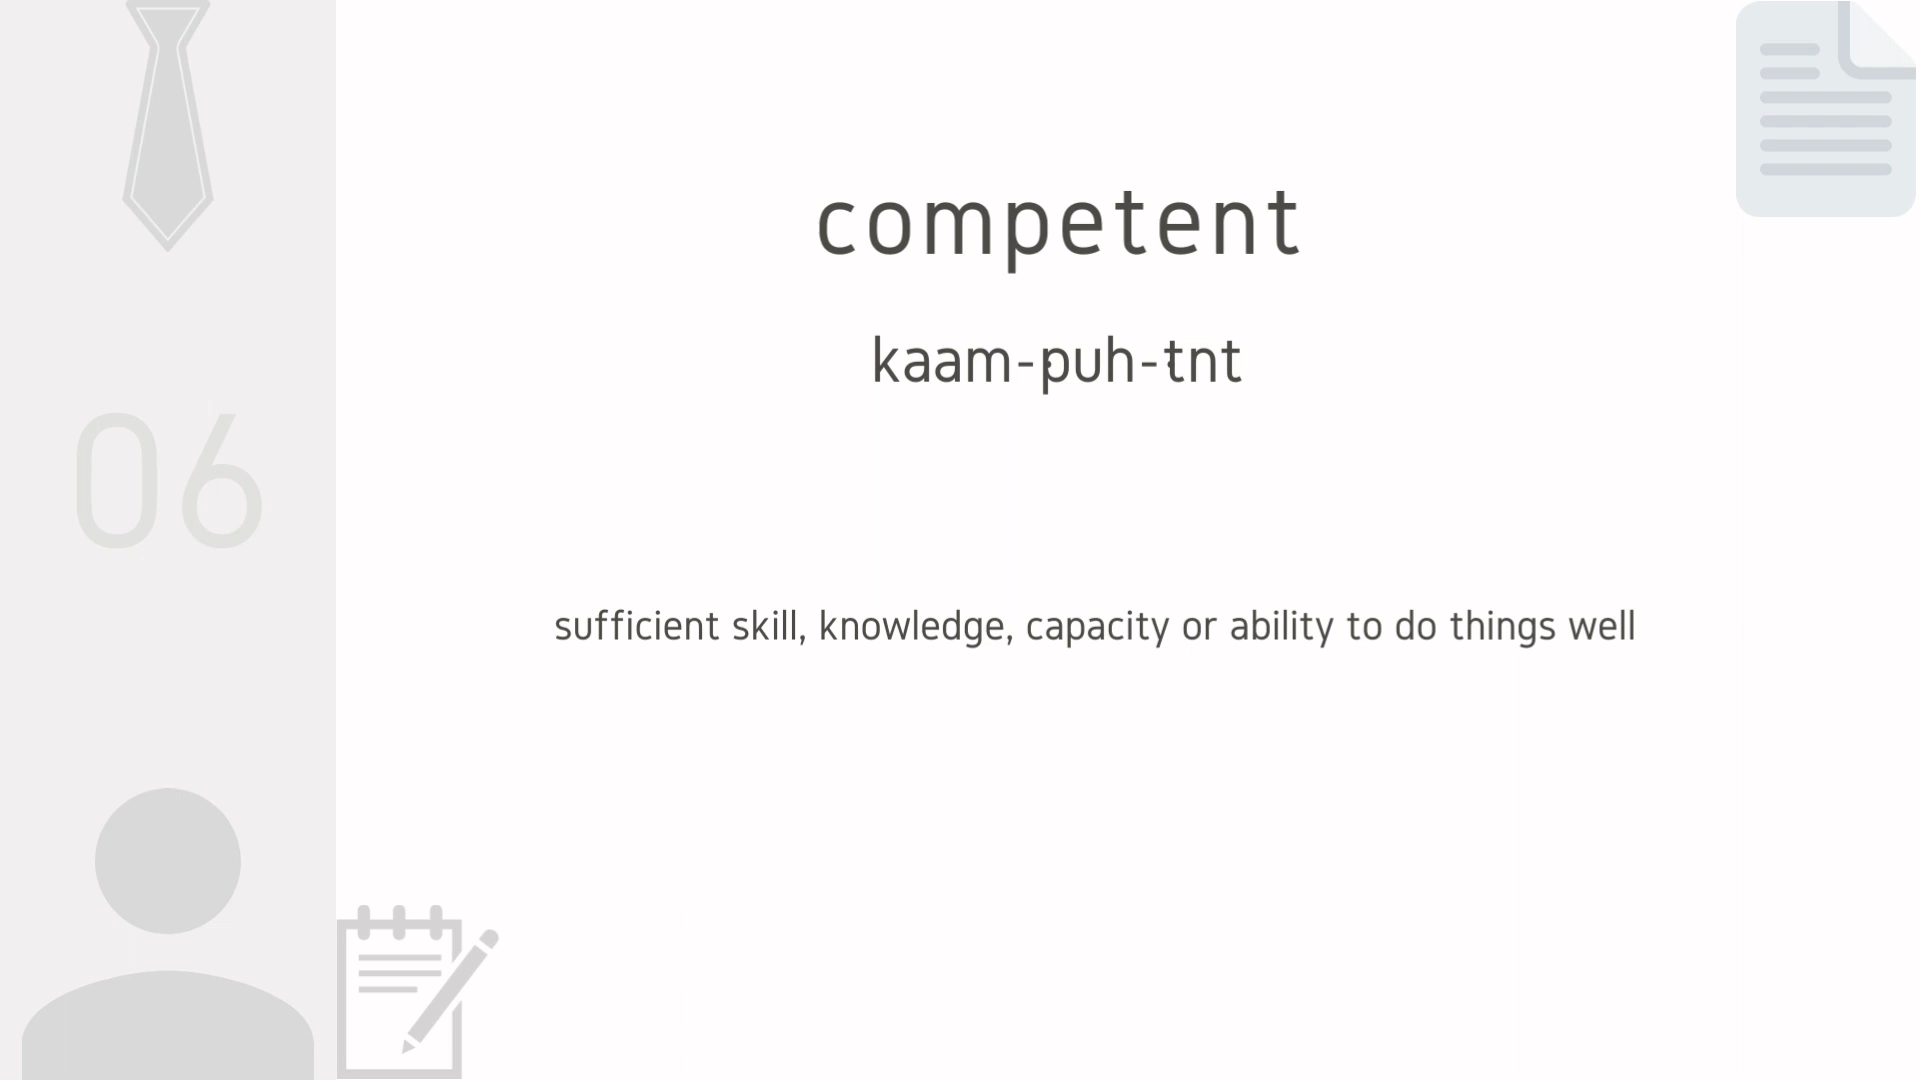 competent
kaam-puh-tnt
06
sufficient skill, knowledge, capacity or ability to do things well